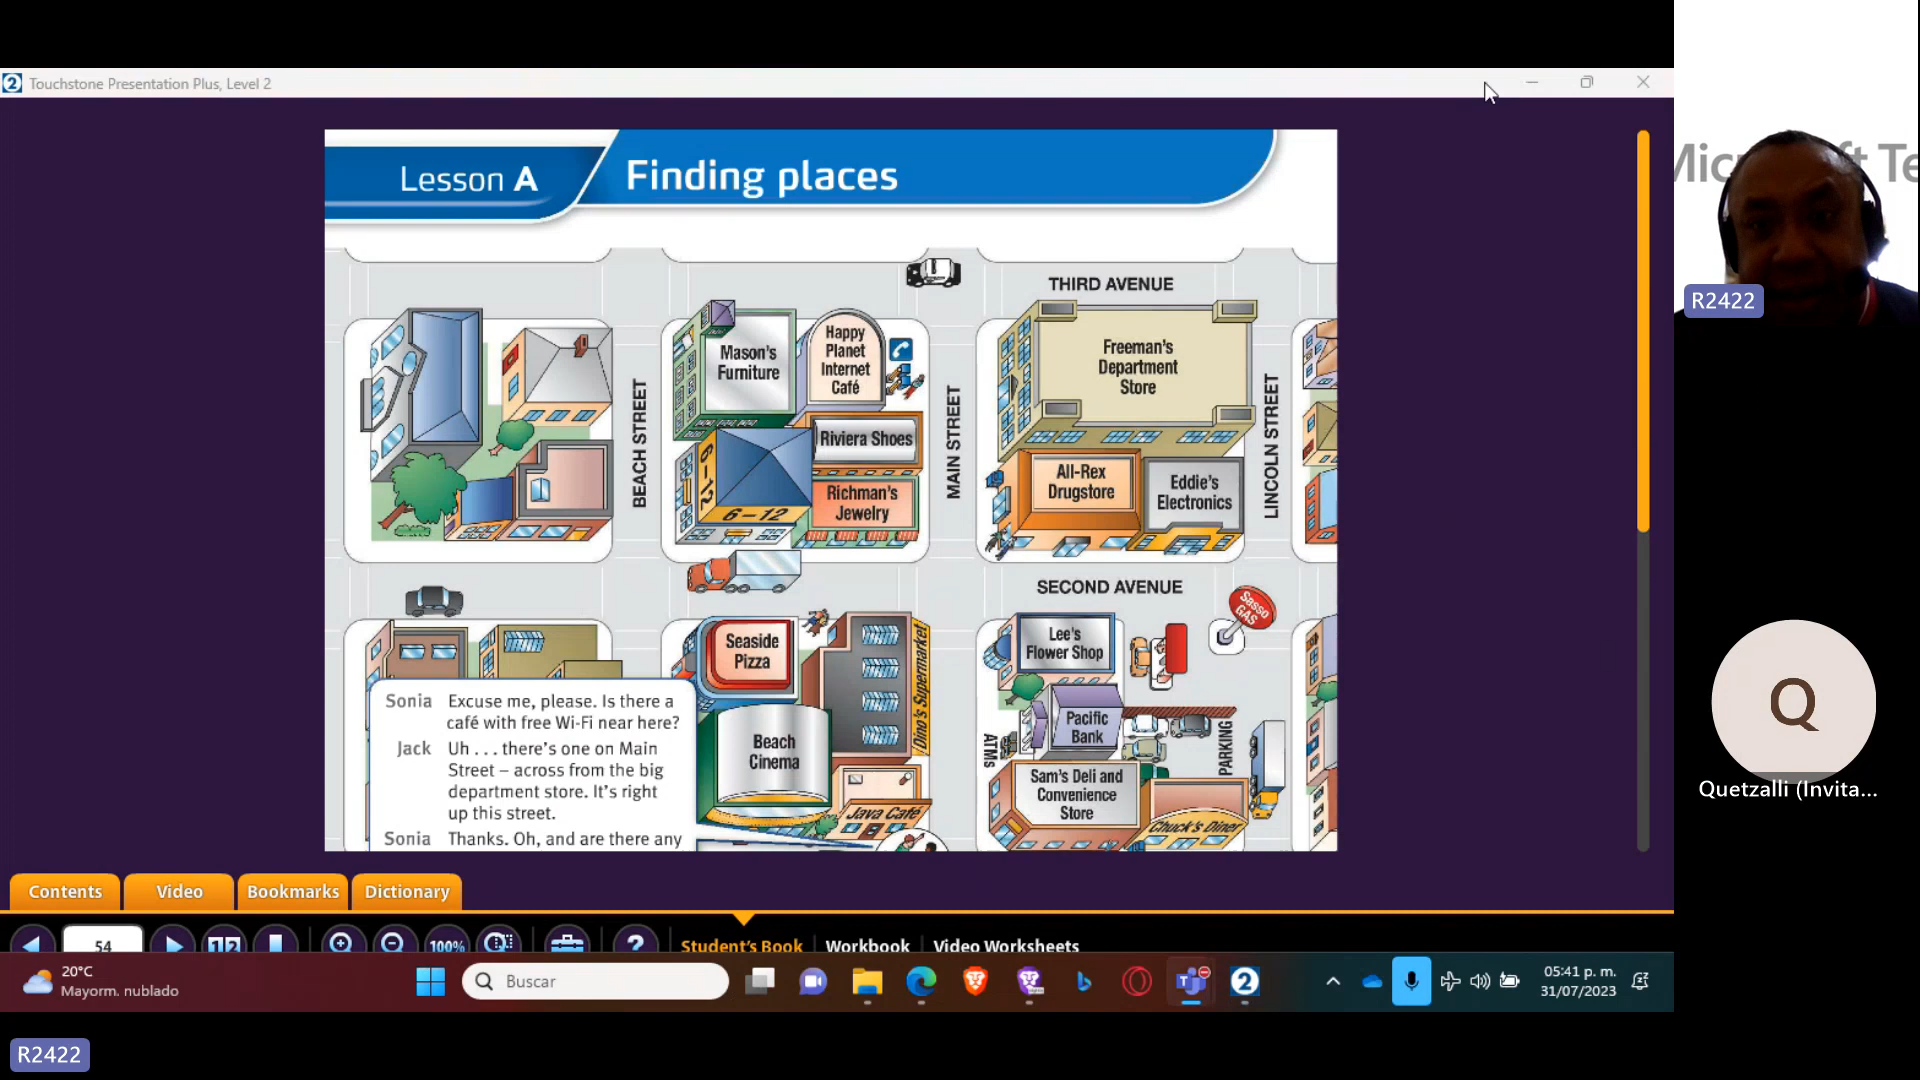 Touchstone Presentation Plus, Level 2
Lesson A
Finding places
THIRD AVENUE
Mason's
Furniture
Happy
Planet
Internet
Café
Freeman's
Department
Store
BEACH STREET
Riviera Shoes
MAIN STREET
LINCOLN STREET
6-12
6-12
Richman's
Jewelry
All-Rex
Drugstore
Eddie's
Electronics
SECOND AVENUE
Sasso
GAS
Seaside
Pizza
Dino's Supermarket
Lee's
Flower Shop
Beach
Cinema
Pacific
Bank
ATMs
PARKING
Sam's Deli and
Convenience
Store
Java Café
Chuck's Diner
Sonia Excuse me, please. Is there a
café with free Wi-Fi near here?
Jack Uh . . . there's one on Main
Street – across from the big
department store. It's right
up this street.
Sonia Thanks. Oh, and are there any
Contents Video Bookmarks Dictionary
54 12 100% ? Student's Book Workbook Video Worksheets
20°C
Mayorm. nublado
Buscar
05:41 p. m.
31/07/2023
R2422
R2422
Q
Quetzalli (Invita...